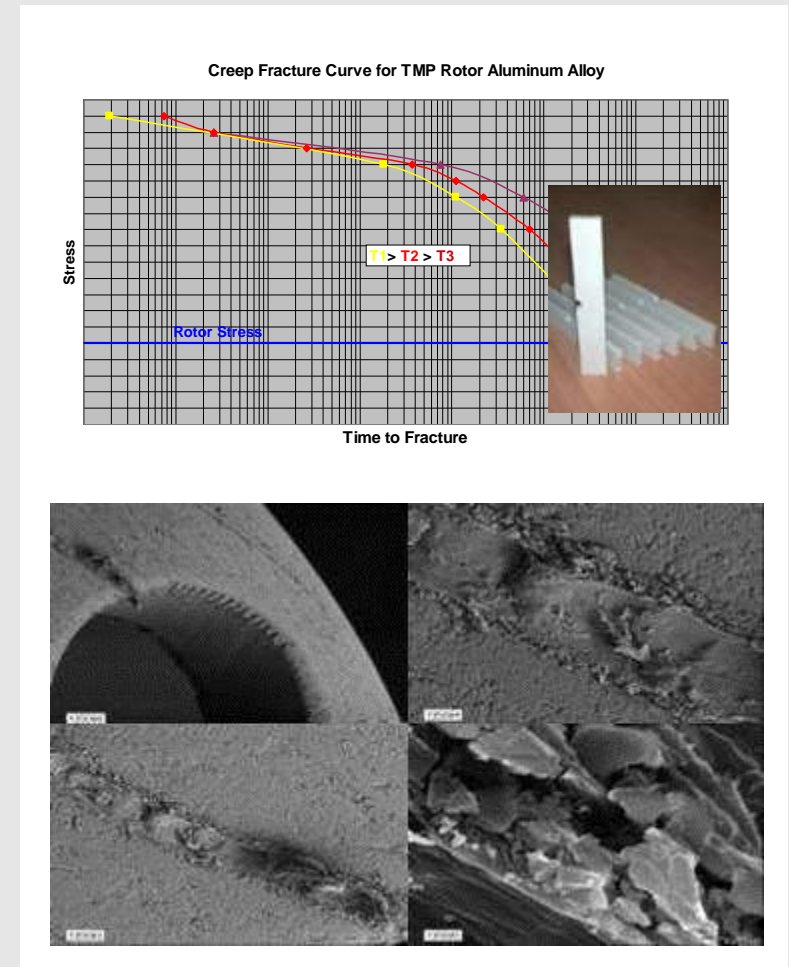 Creep Fracture Curve for TMP Rotor Aluminum Alloy
Stress
T1> T2 > T3
Rotor Stress
Time to Fracture